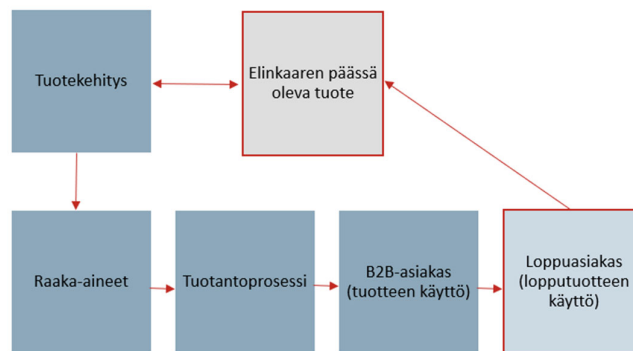 Tuotekehitys
Elinkaaren päässä
oleva tuote
Raaka-aineet
Tuotantoprosessi
B2B-asiakas
(tuotteen käyttö)
Loppuasiakas
(lopputuotteen
käyttö)